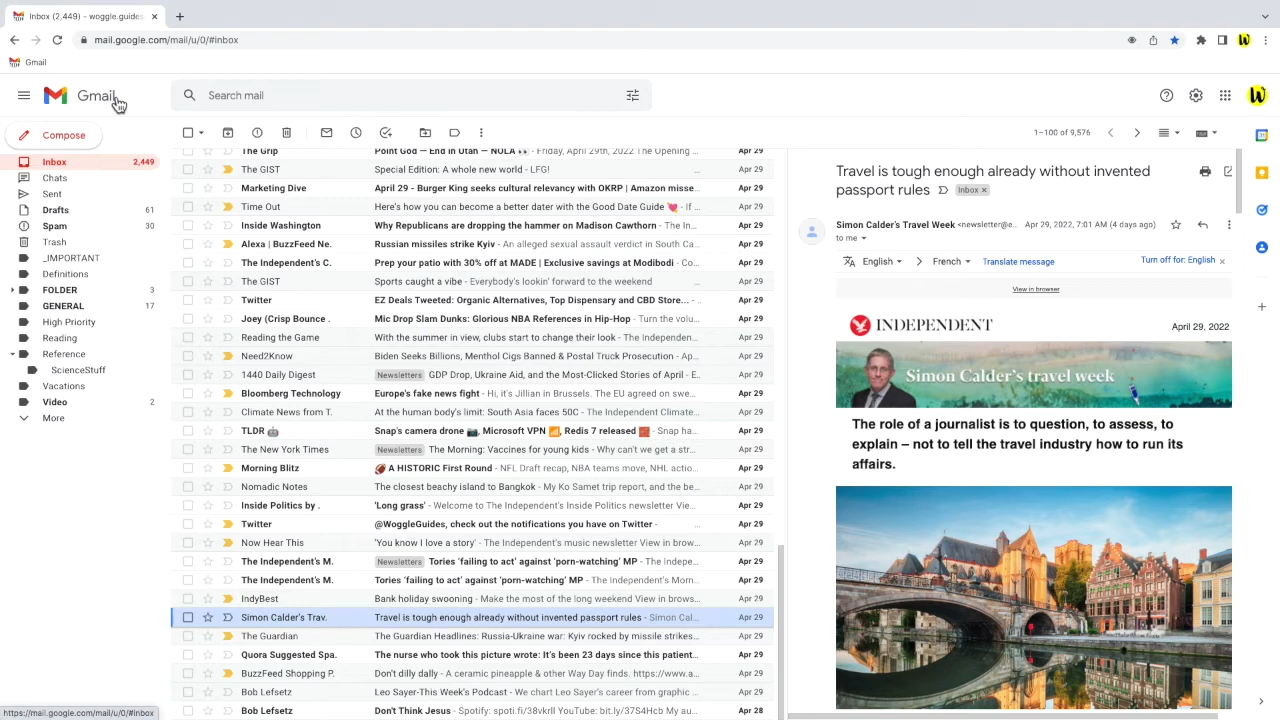 Inbox (2,449) - woggle.guides
mail.google.com/mail/u/0/#inbox
Gmail
Gmail
Search mail
Compose
1–100 of 9,576
Inbox 2,449
Chats
Sent
Drafts 61
Spam 30
Trash
_IMPORTANT
Definitions
FOLDER 3
GENERAL 17
High Priority
Reading
Reference
ScienceStuff
Vacations
Video 2
More
The Grip Point God — End in Utah — NOLA 👀 - Friday, April 29th, 2022 The Opening ... Apr 29
The GIST Special Edition: A whole new world - LFG! ... Apr 29
Marketing Dive April 29 - Burger King seeks cultural relevancy with OKRP | Amazon misse... Apr 29
Time Out Here's how you can become a better dater with the Good Date Guide 💘 - If ... Apr 29
Inside Washington Why Republicans are dropping the hammer on Madison Cawthorn - The In... Apr 29
Alexa | BuzzFeed Ne. Russian missiles strike Kyiv - An alleged sexual assault verdict in South Ca... Apr 29
The Independent's C. Prep your patio with 30% off at MADE | Exclusive savings at Modibodi - Co... Apr 29
The GIST Sports caught a vibe - Everybody's lookin' forward to the weekend Apr 29
Twitter EZ Deals Tweeted: Organic Alternatives, Top Dispensary and CBD Store... - Apr 29
Joey (Crisp Bounce . Mic Drop Slam Dunks: Glorious NBA References in Hip-Hop - Turn the volu... Apr 29
Reading the Game With the summer in view, clubs start to change their look - The Independen... Apr 29
Need2Know Biden Seeks Billions, Menthol Cigs Banned & Postal Truck Prosecution - Ap... Apr 29
1440 Daily Digest Newsletters GDP Drop, Ukraine Aid, and the Most-Clicked Stories of April - E... Apr 29
Bloomberg Technology Europe's fake news fight - Hi, it's Jillian in Brussels. The EU agreed on swe... Apr 29
Climate News from T. At the human body's limit: South Asia faces 50C - The Independent Climate... Apr 29
TLDR 🤖 Snap's camera drone 📷, Microsoft VPN 📶, Redis 7 released 🧱 - Snap ha... Apr 29
The New York Times Newsletters The Morning: Vaccines for young kids - Why can't we get a str... Apr 29
Morning Blitz 🏈 A HISTORIC First Round - NFL Draft recap, NBA teams move, NHL actio... Apr 29
Nomadic Notes The closest beachy island to Bangkok - My Ko Samet trip report, and the be... Apr 29
Inside Politics by . 'Long grass' - Welcome to The Independent's Inside Politics newsletter Vie... Apr 29
Twitter @WoggleGuides, check out the notifications you have on Twitter - ... Apr 29
Now Hear This 'You know I love a story' - The Independent's music newsletter View in brow... Apr 29
The Independent's M. Newsletters Tories 'failing to act' against 'porn-watching' MP - The Indepe... Apr 29
The Independent's M. Tories 'failing to act' against 'porn-watching' MP - The Independent's Morn... Apr 29
IndyBest Bank holiday swooning - Make the most of the long weekend View in brows... Apr 29
Simon Calder's Trav. Travel is tough enough already without invented passport rules - Simon Cal... Apr 29
The Guardian The Guardian Headlines: Russia-Ukraine war: Kyiv rocked by missile strikes... Apr 29
Quora Suggested Spa. The nurse who took this picture wrote: It's been 23 days since this patient... Apr 29
BuzzFeed Shopping P. Don't dilly dally - A ceramic pineapple & other Way Day finds. https://www.a... Apr 29
Bob Lefsetz Leo Sayer-This Week's Podcast - We chart Leo Sayer's career from graphic ... Apr 29
Bob Lefsetz Don't Think Jesus - Spotify: spoti.fi/38vkrll YouTube: bit.ly/37S4Hcb My au... Apr 28
Travel is tough enough already without invented
passport rules Inbox ×
Simon Calder's Travel Week <newsletter@e... Apr 29, 2022, 7:01 AM (4 days ago)
to me
English > French Translate message Turn off for: English ×
View in browser
INDEPENDENT April 29, 2022
Simon Calder's travel week
The role of a journalist is to question, to assess, to
explain – not to tell the travel industry how to run its
affairs.
https://mail.google.com/mail/u/0/#inbox